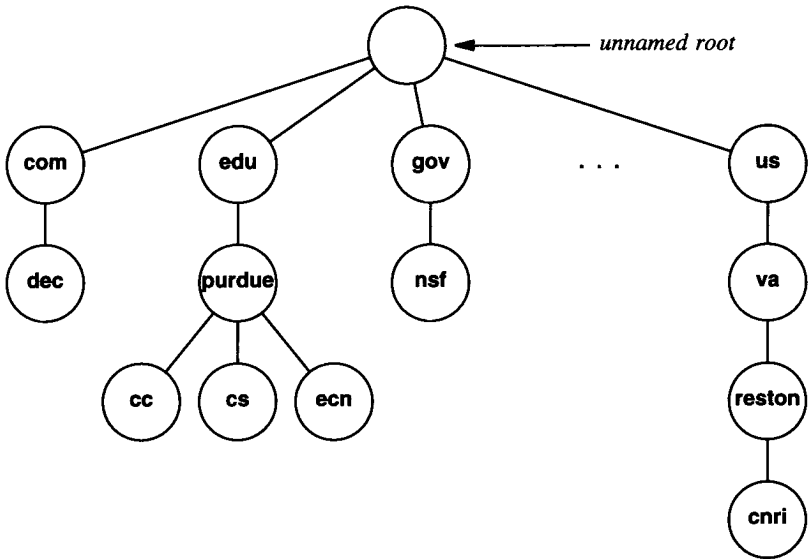 unnamed root
com
edu
gov
. . .
us
dec
purdue
nsf
va
cc
cs
ecn
reston
cnri